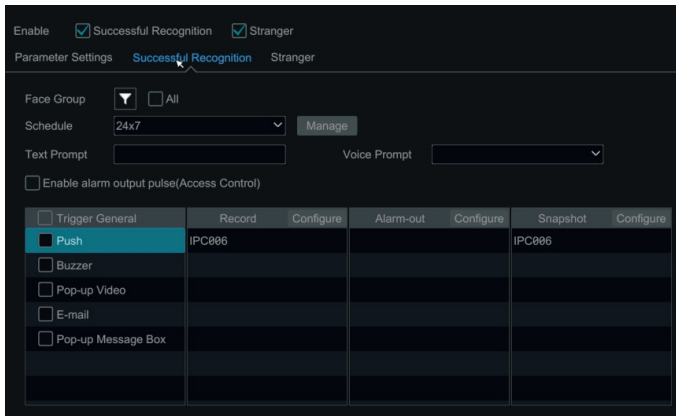 Enable Successful Recognition Stranger
Parameter Settings Successful Recognition Stranger
Face Group All
Schedule 24x7 Manage
Text Prompt Voice Prompt
Enable alarm output pulse(Access Control)
Trigger General Record Configure Alarm-out Configure Snapshot Configure
Push IPC006 IPC006
Buzzer
Pop-up Video
E-mail
Pop-up Message Box